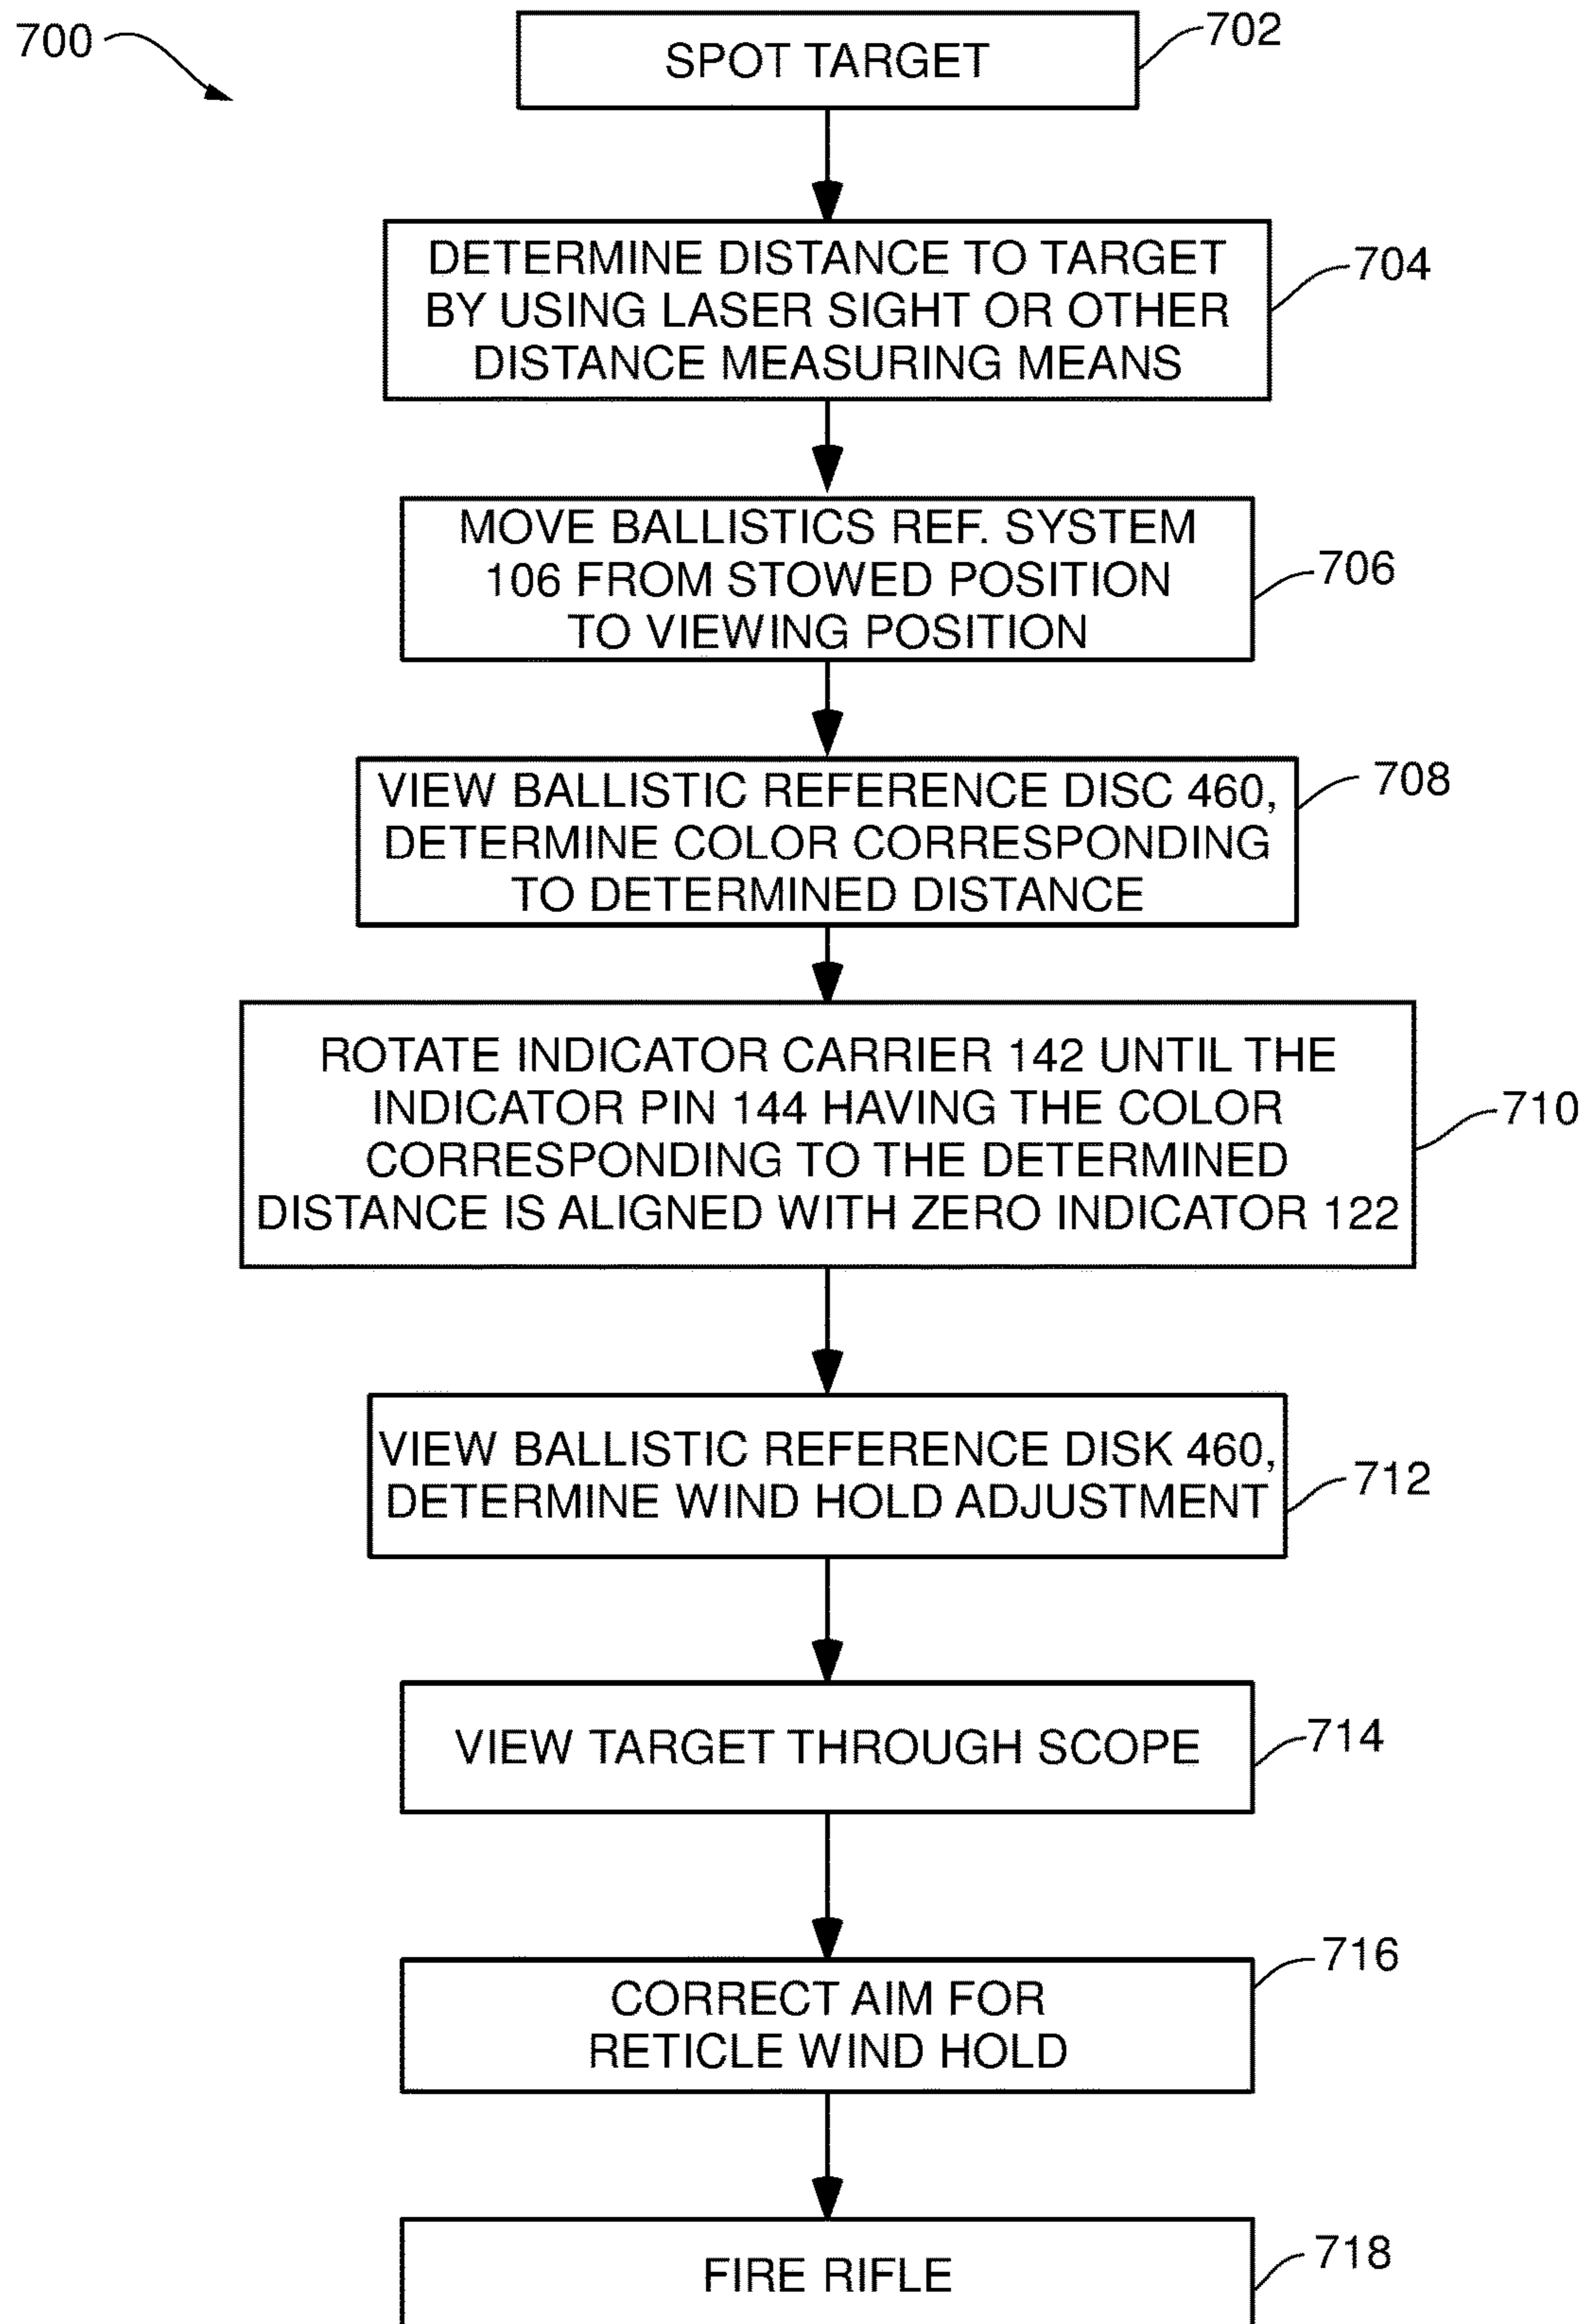 700
SPOT TARGET
702
DETERMINE DISTANCE TO TARGET
BY USING LASER SIGHT OR OTHER
DISTANCE MEASURING MEANS
704
MOVE BALLISTICS REF. SYSTEM
106 FROM STOWED POSITION
TO VIEWING POSITION
706
VIEW BALLISTIC REFERENCE DISC 460,
DETERMINE COLOR CORRESPONDING
TO DETERMINED DISTANCE
708
ROTATE INDICATOR CARRIER 142 UNTIL THE
INDICATOR PIN 144 HAVING THE COLOR
CORRESPONDING TO THE DETERMINED
DISTANCE IS ALIGNED WITH ZERO INDICATOR 122
710
VIEW BALLISTIC REFERENCE DISK 460,
DETERMINE WIND HOLD ADJUSTMENT
712
VIEW TARGET THROUGH SCOPE
714
CORRECT AIM FOR
RETICLE WIND HOLD
716
FIRE RIFLE
718